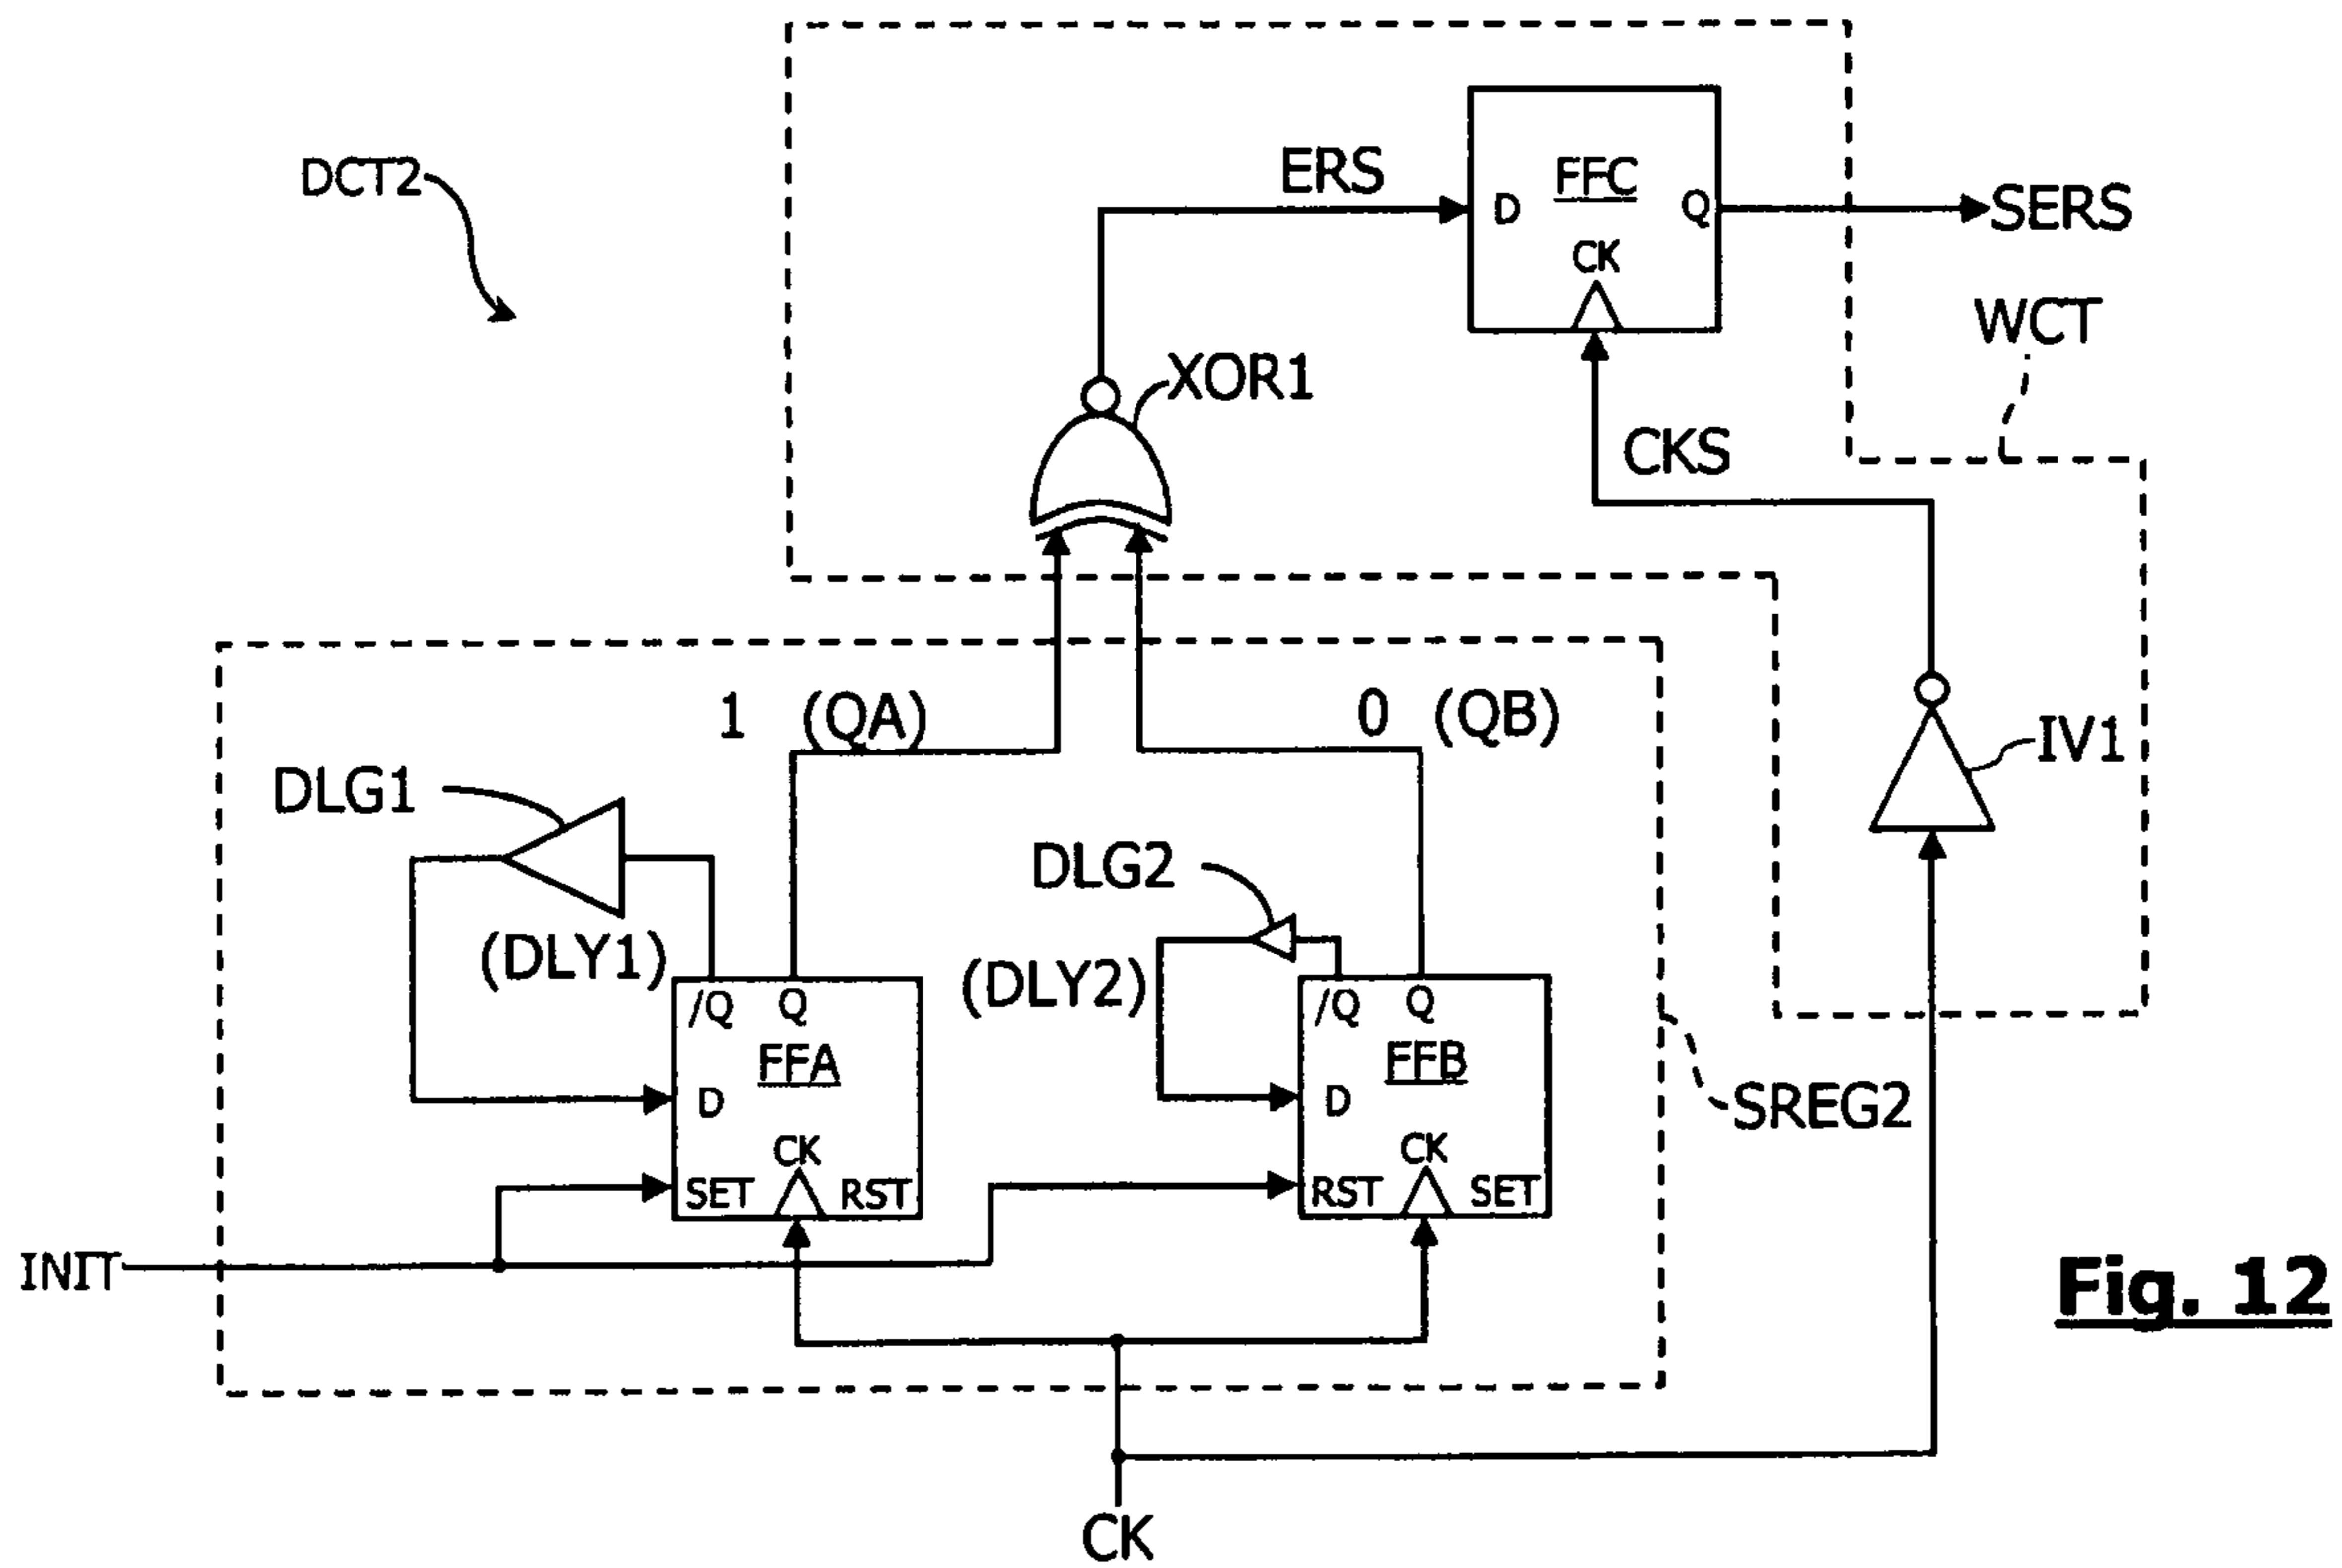 DCT2
ERS
FFC
D
Q
CK
SERS
WCT
XOR1
CKS
1 (QA)
0 (QB)
IV1
DLG1
(DLY1)
DLG2
(DLY2)
/Q Q
FFA
D
CK
SET RST
/Q Q
FFB
D
CK
RST SET
SREG2
INIT
CK
Fig. 12